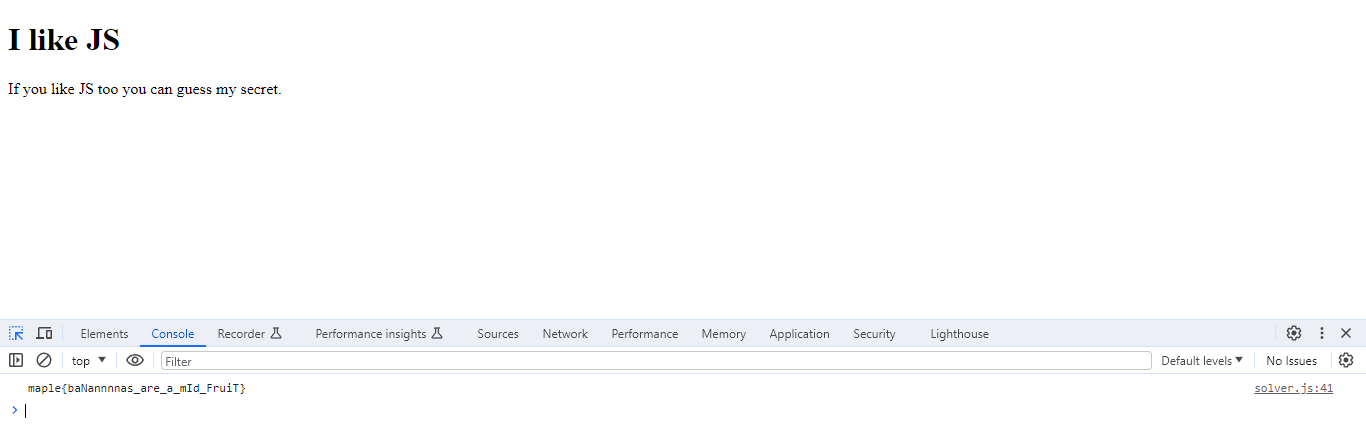 I like JS
If you like JS too you can guess my secret.
Elements Console Recorder Performance insights Sources Network Performance Memory Application Security Lighthouse
top Filter Default levels No Issues
maple{baNannnnas_are_a_mId_FruiT} solver.js:41